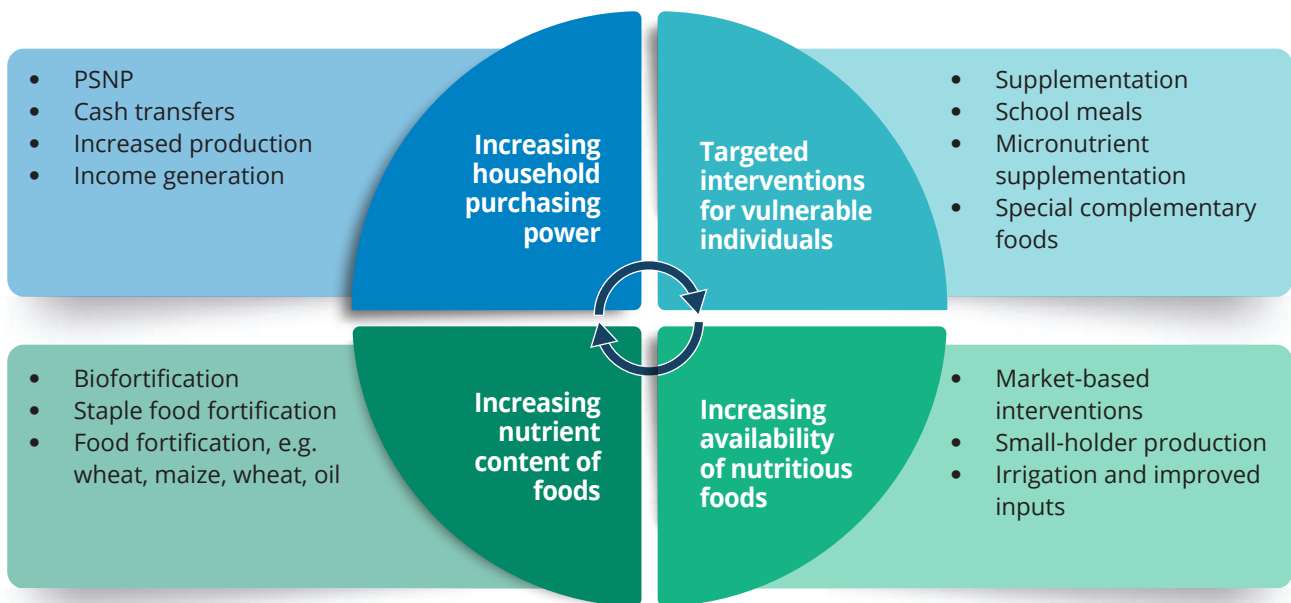 • PSNP
• Cash transfers
• Increased production
• Income generation
Increasing
household
purchasing
power
Targeted
interventions
for vulnerable
individuals
• Supplementation
• School meals
• Micronutrient
supplementation
• Special complementary
foods
• Biofortification
• Staple food fortification
• Food fortification, e.g.
wheat, maize, wheat, oil
Increasing
nutrient
content of
foods
Increasing
availability
of nutritious
foods
• Market-based
interventions
• Small-holder production
• Irrigation and improved
inputs